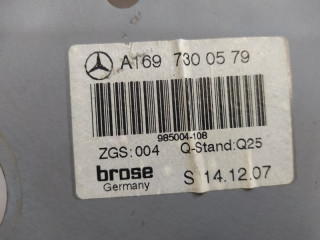 A169 730 05 79
985004-108
ZGS:004 Q-Stand:Q25
brose S 14.12.07
Germany